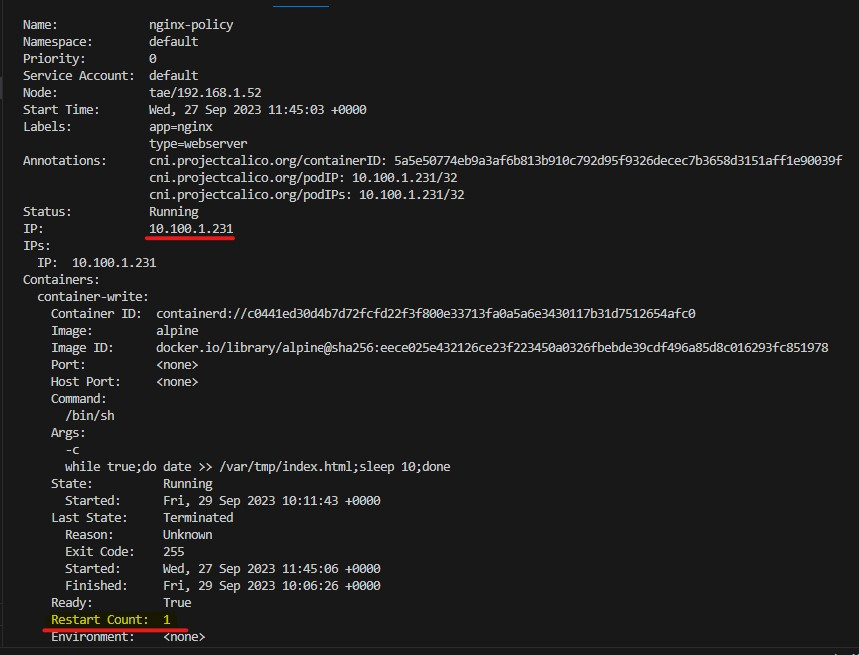 Name: nginx-policy
Namespace: default
Priority: 0
Service Account: default
Node: tae/192.168.1.52
Start Time: Wed, 27 Sep 2023 11:45:03 +0000
Labels: app=nginx
type=webserver
Annotations: cni.projectcalico.org/containerID: 5a5e50774eb9a3af6b813b910c792d95f9326decec7b3658d3151aff1e90039f
cni.projectcalico.org/podIP: 10.100.1.231/32
cni.projectcalico.org/podIPs: 10.100.1.231/32
Status: Running
IP: 10.100.1.231
IPs:
IP: 10.100.1.231
Containers:
container-write:
Container ID: containerd://c0441ed30d4b7d72fcfd22f3f800e33713fa0a5a6e3430117b31d7512654afc0
Image: alpine
Image ID: docker.io/library/alpine@sha256:eece025e432126ce23f223450a0326fbebde39cdf496a85d8c016293fc851978
Port: <none>
Host Port: <none>
Command:
/bin/sh
Args:
-c
while true;do date >> /var/tmp/index.html;sleep 10;done
State: Running
Started: Fri, 29 Sep 2023 10:11:43 +0000
Last State: Terminated
Reason: Unknown
Exit Code: 255
Started: Wed, 27 Sep 2023 11:45:06 +0000
Finished: Fri, 29 Sep 2023 10:06:26 +0000
Ready: True
Restart Count: 1
Environment: <none>